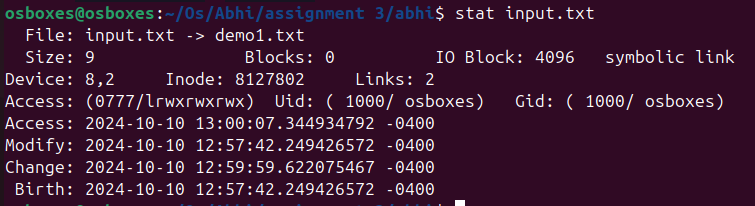 osboxes@osboxes:~/Os/Abhi/assignment 3/abhi$ stat input.txt
File: input.txt -> demo1.txt
Size: 9 Blocks: 0 IO Block: 4096 symbolic link
Device: 8,2 Inode: 8127802 Links: 2
Access: (0777/lrwxrwxrwx) Uid: ( 1000/ osboxes) Gid: ( 1000/ osboxes)
Access: 2024-10-10 13:00:07.344934792 -0400
Modify: 2024-10-10 12:57:42.249426572 -0400
Change: 2024-10-10 12:59:59.622075467 -0400
Birth: 2024-10-10 12:57:42.249426572 -0400